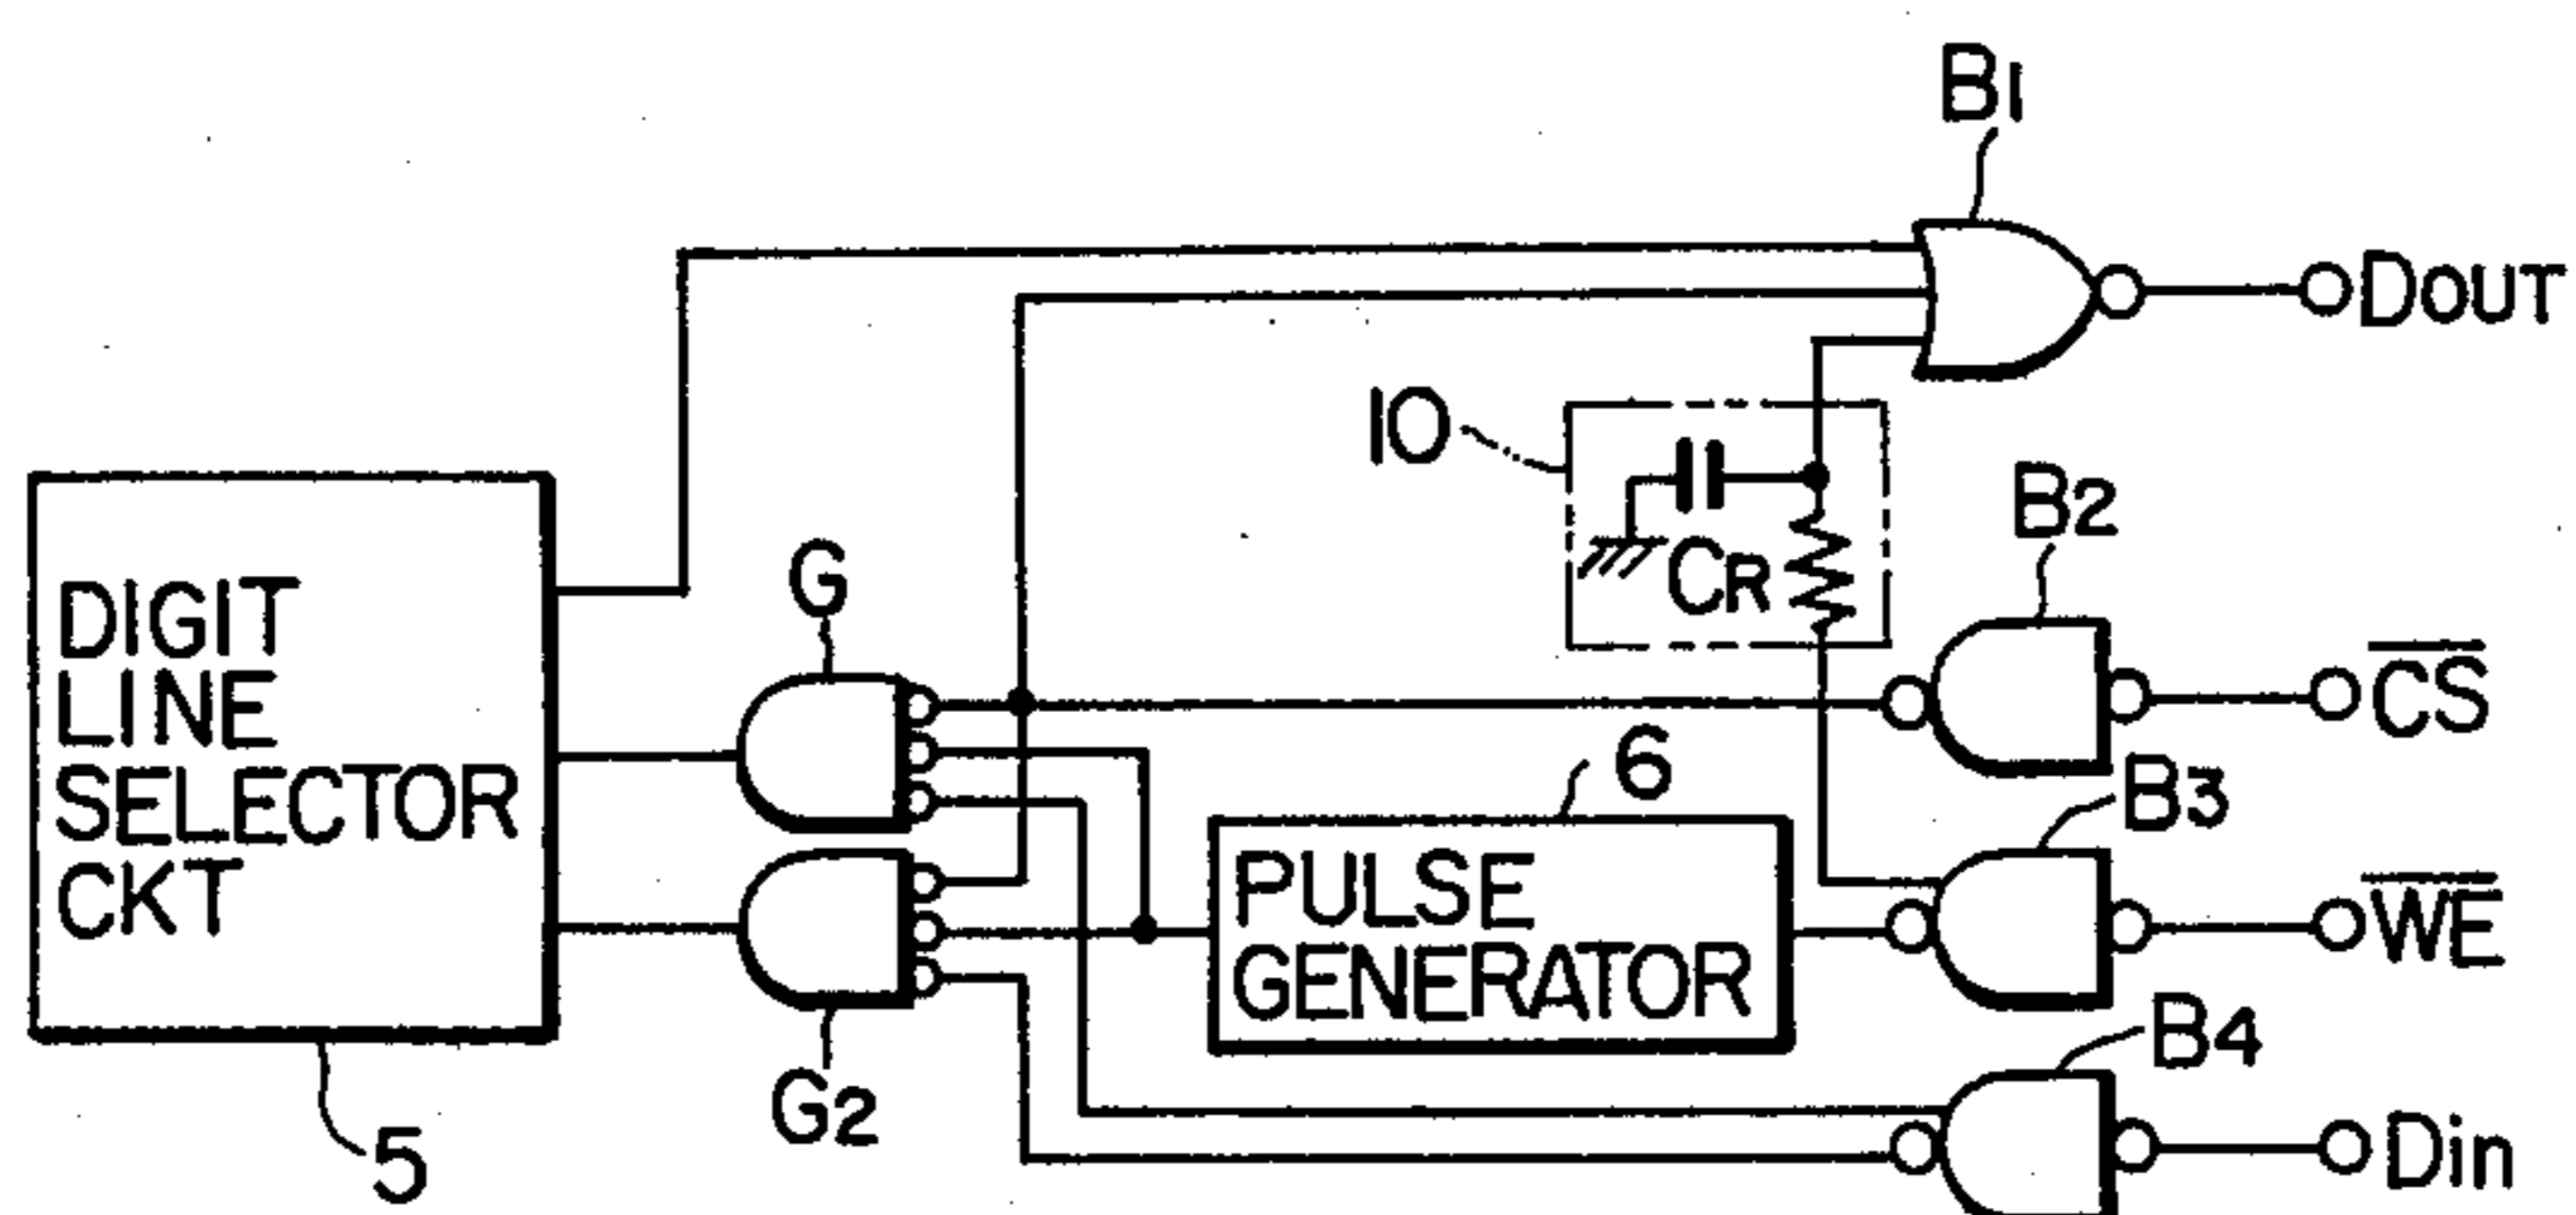 B1
DOUT
10
CR
B2
CS
G
DIGIT
LINE
SELECTOR
CKT
6
PULSE
GENERATOR
B3
WE
G2
B4
Din
5